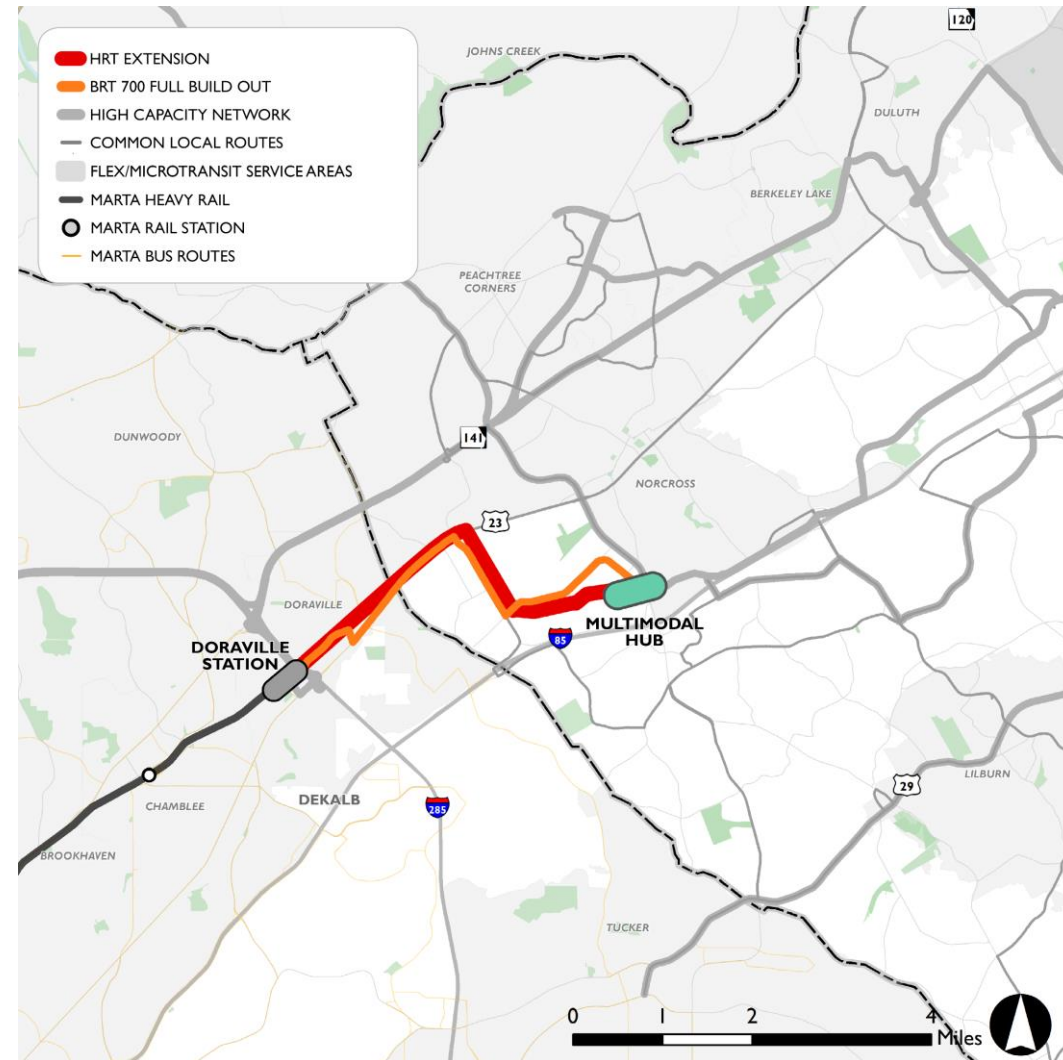 HRT EXTENSION
BRT 700 FULL BUILD OUT
HIGH CAPACITY NETWORK
COMMON LOCAL ROUTES
FLEX/MICROTRANSIT SERVICE AREAS
MARTA HEAVY RAIL
MARTA RAIL STATION
MARTA BUS ROUTES
120
JOHNS CREEK
DULUTH
BERKELEY LAKE
PEACHTREE
CORNERS
DUNWOODY
141
NORCROSS
23
DORAVILLE
DORAVILLE
STATION
MULTIMODAL
HUB
85
CHAMBLEE
DEKALB
285
29
LILBURN
BROOKHAVEN
TUCKER
0 1 2 4
Miles